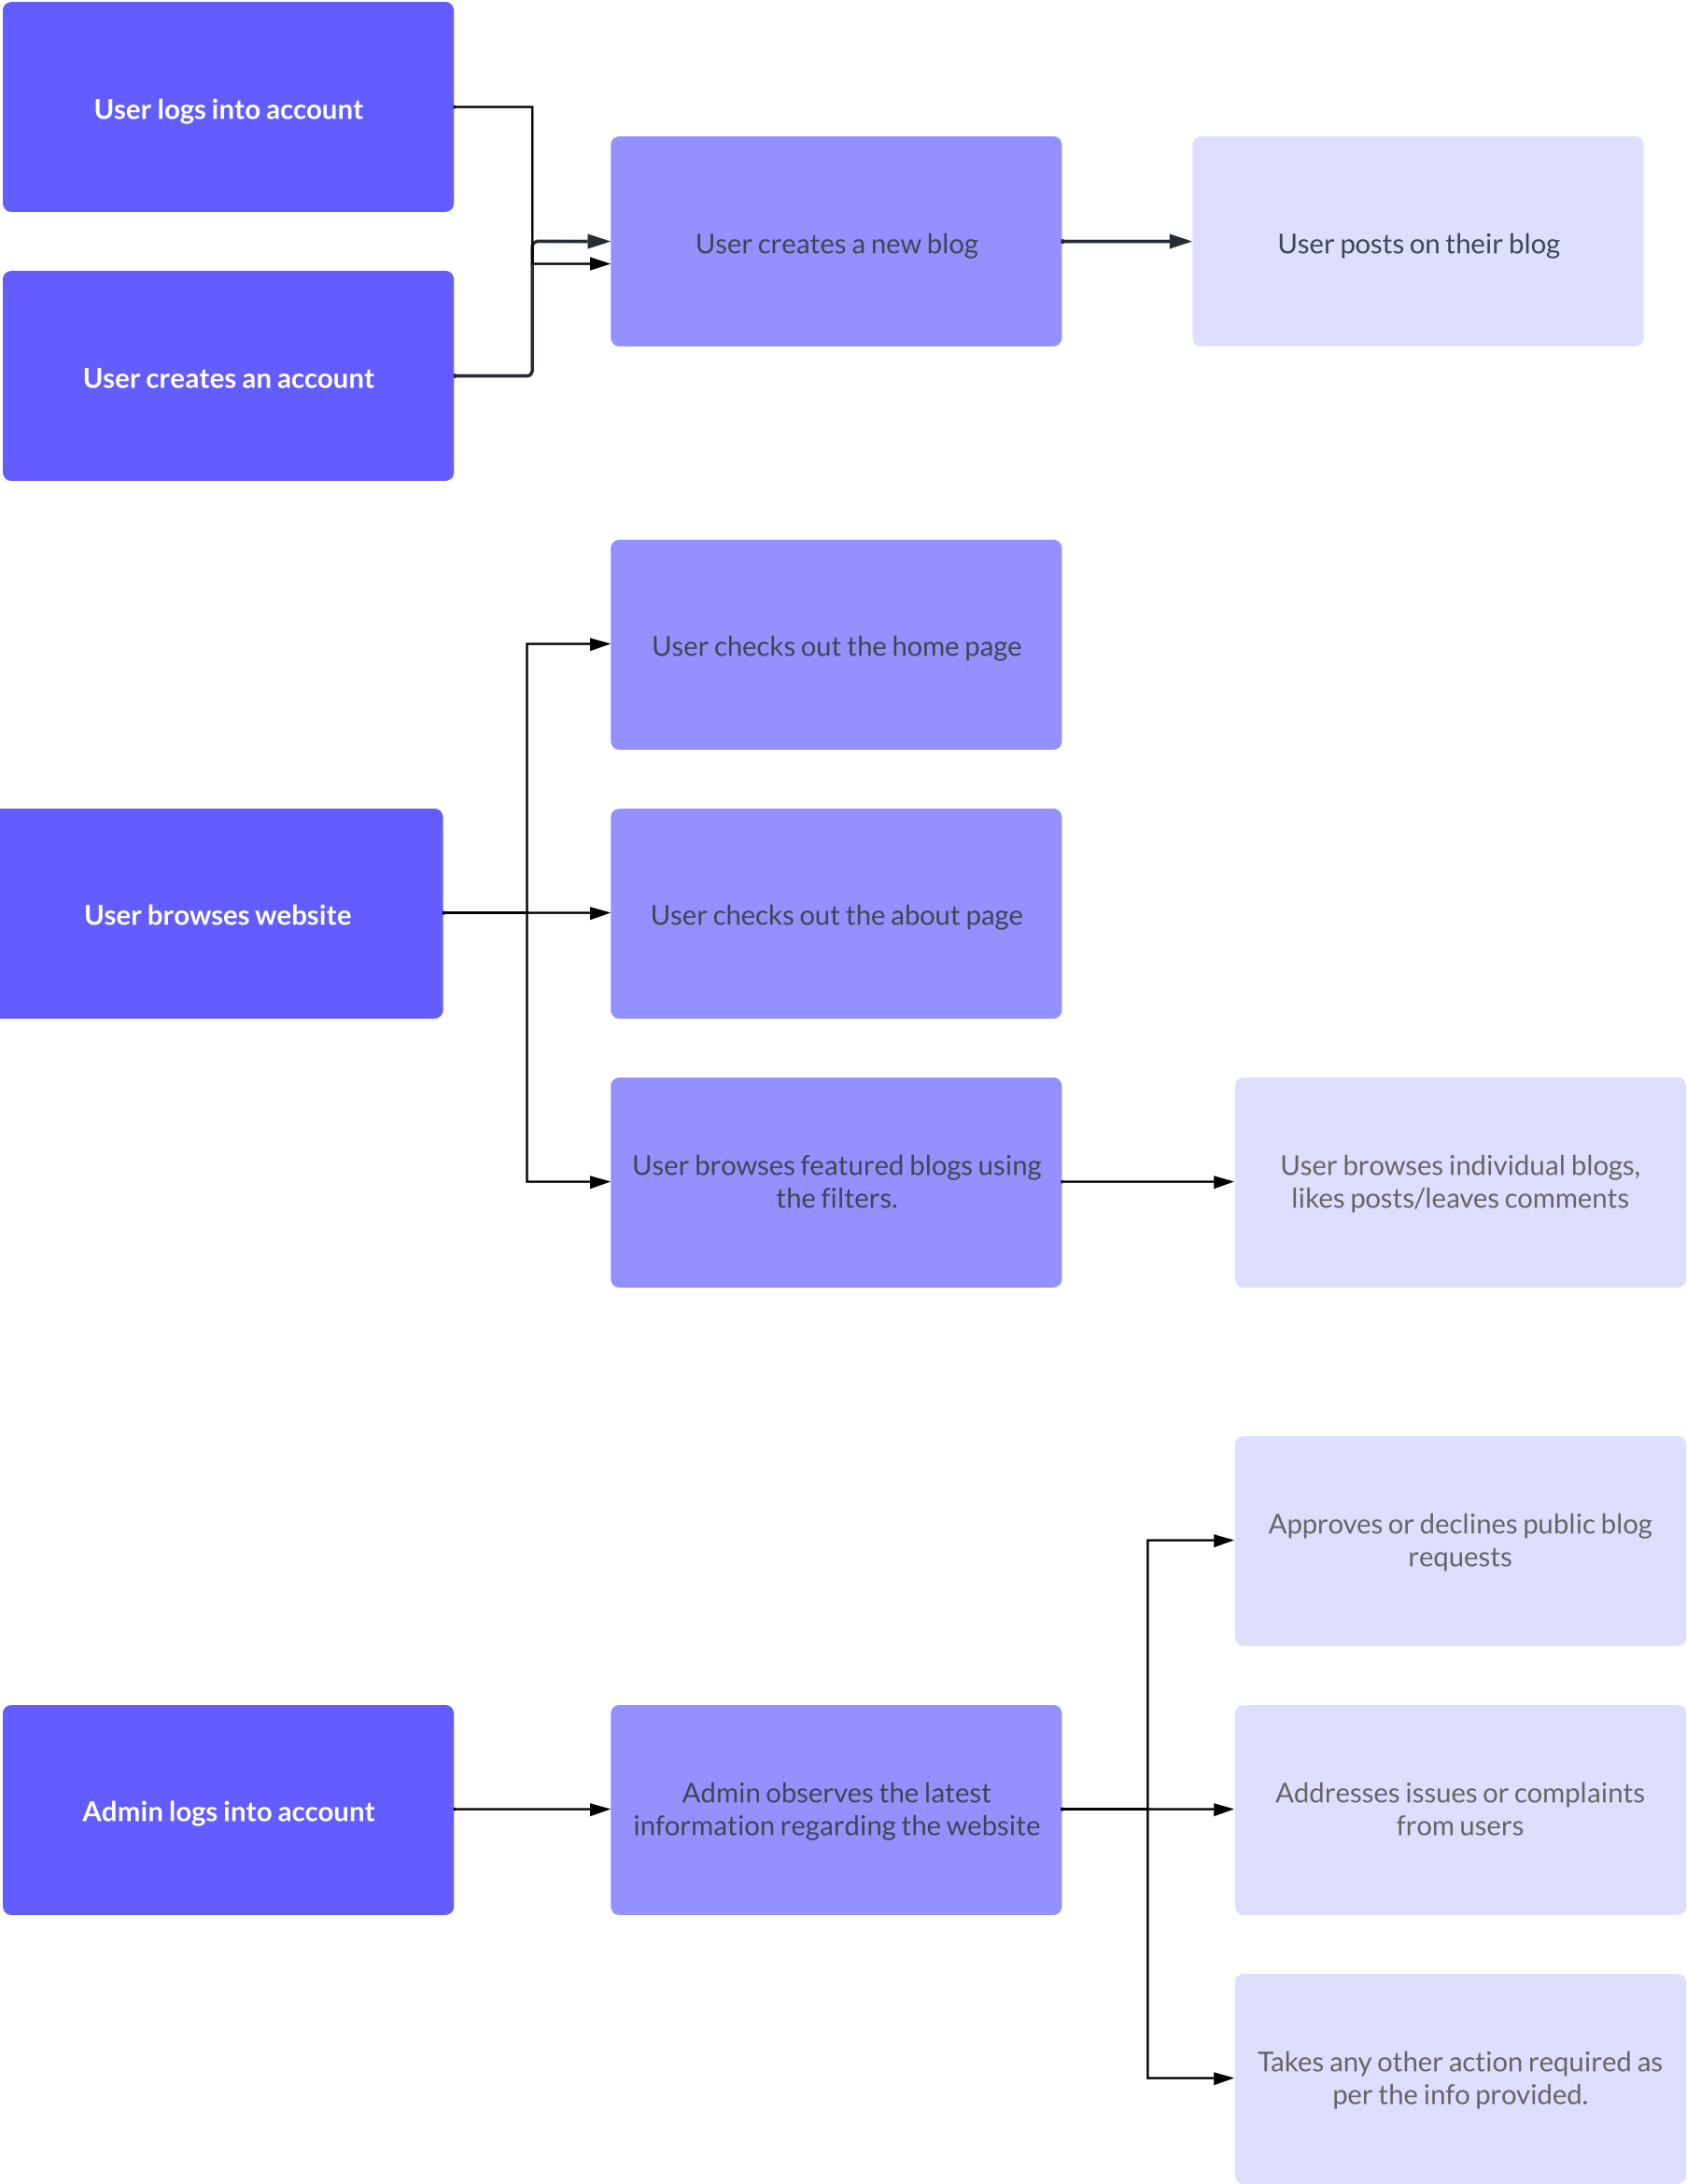 User logs into account
User creates a new blog
User posts on their blog
User creates an account
User checks out the home page
User browses website
User checks out the about page
User browses featured blogs using
the filters.
User browses individual blogs,
likes posts/leaves comments
Approves or declines public blog
requests
Admin logs into account
Admin observes the latest
information regarding the website
Addresses issues or complaints
from users
Takes any other action required as
per the info provided.